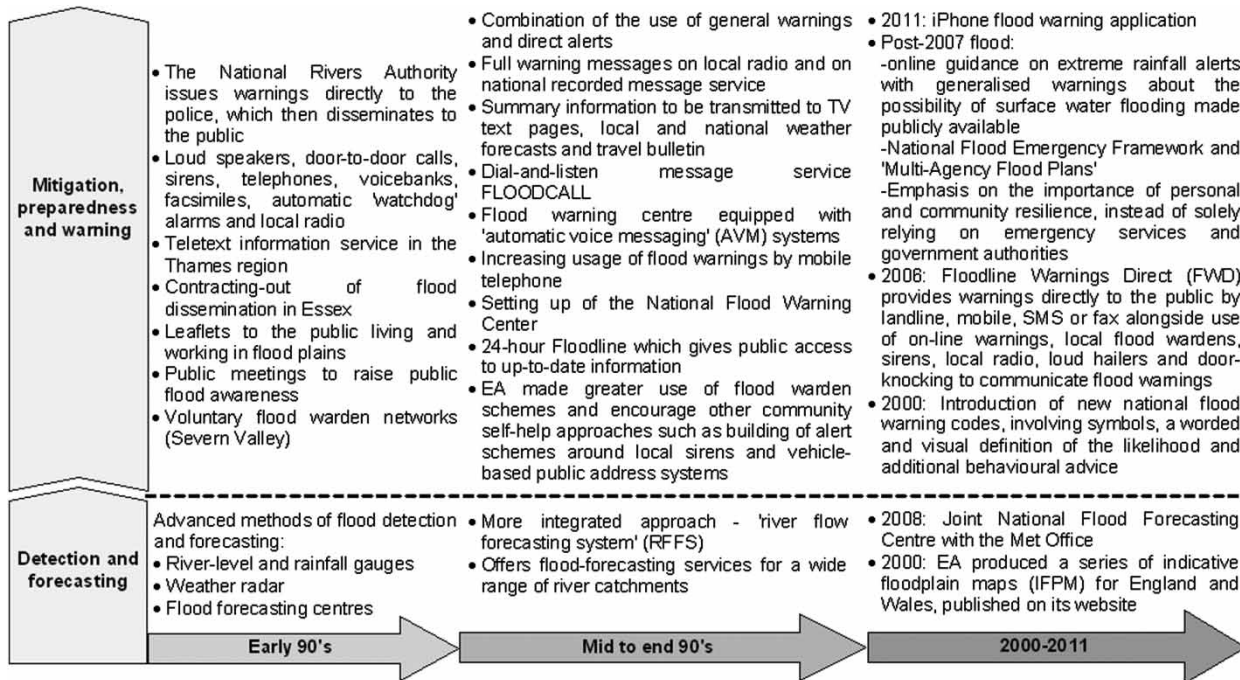 Mitigation,
preparedness
and warning
• The National Rivers Authority
issues warnings directly to the
police, which then disseminates to
the public
• Loud speakers, door-to-door calls,
sirens, telephones, voicebanks,
facsimiles, automatic 'watchdog'
alarms and local radio
• Teletext information service in the
Thames region
• Contracting-out of flood
dissemination in Essex
• Leaflets to the public living and
working in flood plains
• Public meetings to raise public
flood awareness
• Voluntary flood warden networks
(Severn Valley)
• Combination of the use of general warnings
and direct alerts
• Full warning messages on local radio and on
national recorded message service
• Summary information to be transmitted to TV
text pages, local and national weather
forecasts and travel bulletin
• Dial-and-listen message service
FLOODCALL
• Flood warning centre equipped with
'automatic voice messaging' (AVM) systems
• Increasing usage of flood warnings by mobile
telephone
• Setting up of the National Flood Warning
Center
• 24-hour Floodline which gives public access
to up-to-date information
• EA made greater use of flood warden
schemes and encourage other community
self-help approaches such as building of alert
schemes around local sirens and vehicle-
based public address systems
• 2011: iPhone flood warning application
• Post-2007 flood:
-online guidance on extreme rainfall alerts
with generalised warnings about the
possibility of surface water flooding made
publicly available
-National Flood Emergency Framework and
'Multi-Agency Flood Plans'
-Emphasis on the importance of personal
and community resilience, instead of solely
relying on emergency services and
government authorities
• 2006: Floodline Warnings Direct (FWD)
provides warnings directly to the public by
landline, mobile, SMS or fax alongside use
of on-line warnings, local flood wardens,
sirens, local radio, loud hailers and door-
knocking to communicate flood warnings
• 2000: Introduction of new national flood
warning codes, involving symbols, a worded
and visual definition of the likelihood and
additional behavioural advice
Detection and
forecasting
Advanced methods of flood detection
and forecasting:
• River-level and rainfall gauges
• Weather radar
• Flood forecasting centres
• More integrated approach - 'river flow
forecasting system' (RFFS)
• Offers flood-forecasting services for a wide
range of river catchments
• 2008: Joint National Flood Forecasting
Centre with the Met Office
• 2000: EA produced a series of indicative
floodplain maps (IFPM) for England and
Wales, published on its website
Early 90's
Mid to end 90's
2000-2011